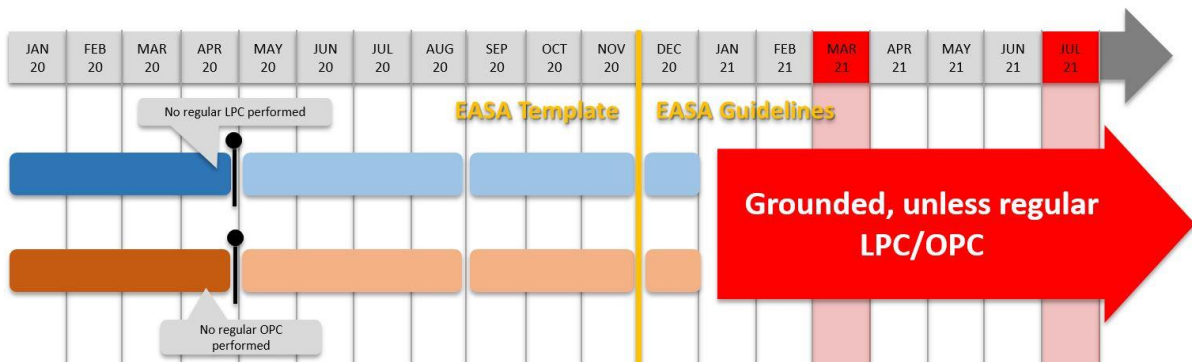 JAN FEB MAR APR MAY JUN JUL AUG SEP OCT NOV DEC JAN FEB MAR APR MAY JUN JUL
20 20 20 20 20 20 20 20 20 20 20 20 21 21 21 21 21 21 21
No regular LPC performed
EASA Template EASA Guidelines
Grounded, unless regular
LPC/OPC
No regular OPC
performed